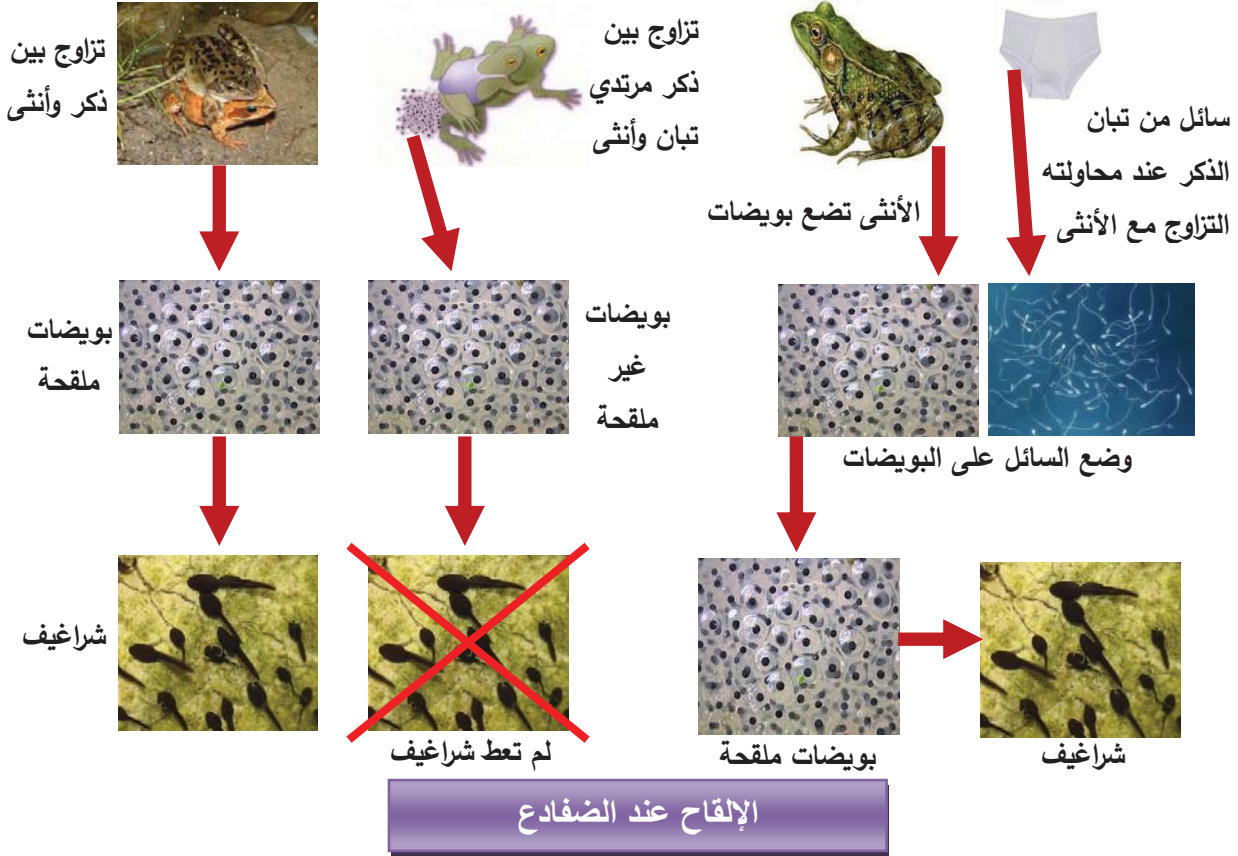 سائل من تبان
الذكر عند محاولته
التزاوج مع الأنثى
الأنثى تضع بويضات
تزاوج بين
ذكر مرتدي
تبان وأنثى
تزاوج بين
ذكر وأنثى
وضع السائل على البويضات
بويضات
غير
ملقحة
بويضات
ملقحة
شراغيف
بويضات ملقحة
لم تعط شراغيف
شراغيف
الإلقاح عند الضفادع